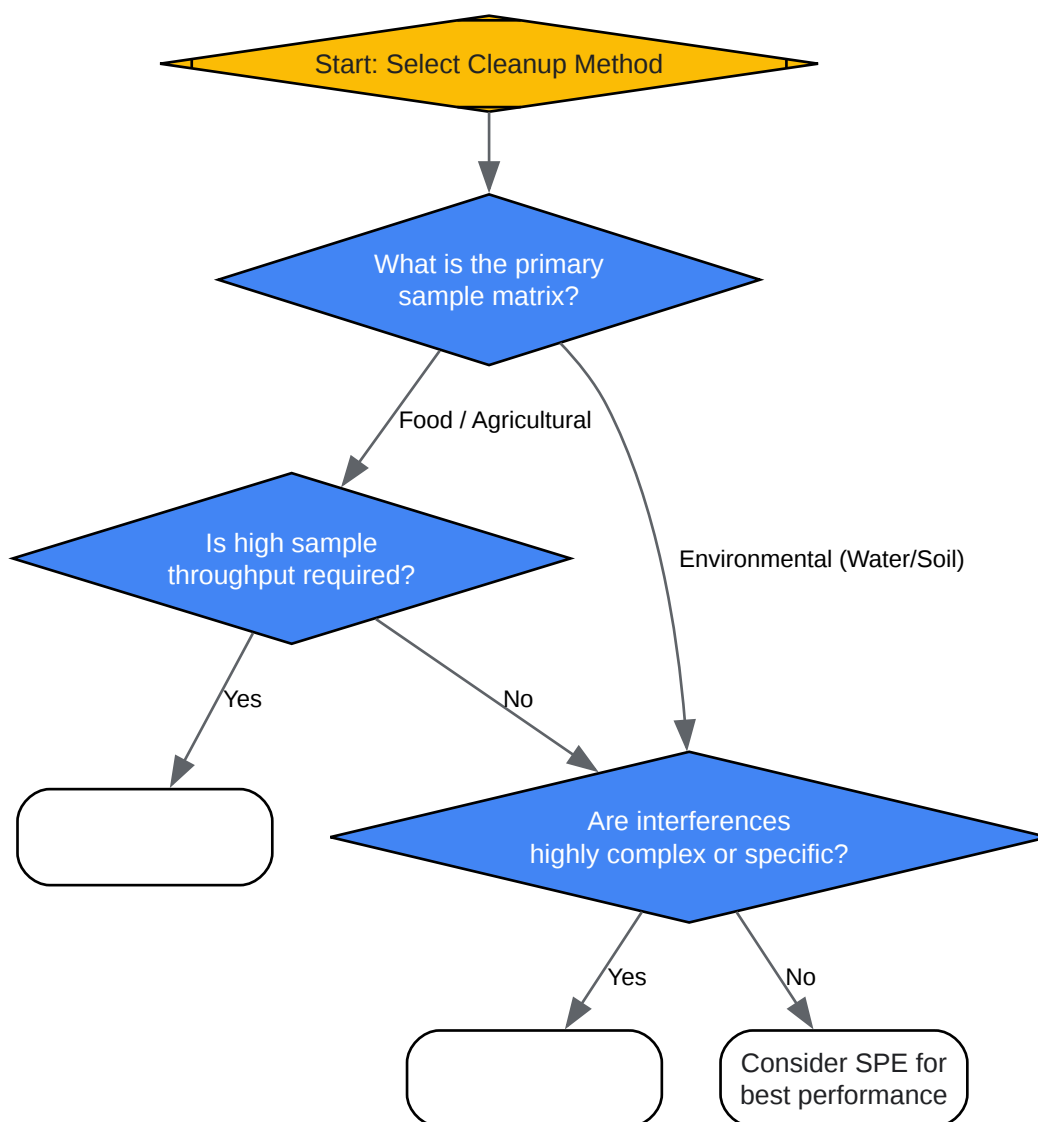 Start: Select Cleanup Method
What is the primary
sample matrix?
Food / Agricultural
Is high sample
throughput required?
Environmental (Water/Soil)
Yes
No
Are interferences
highly complex or specific?
Yes
No
Consider SPE for
best performance